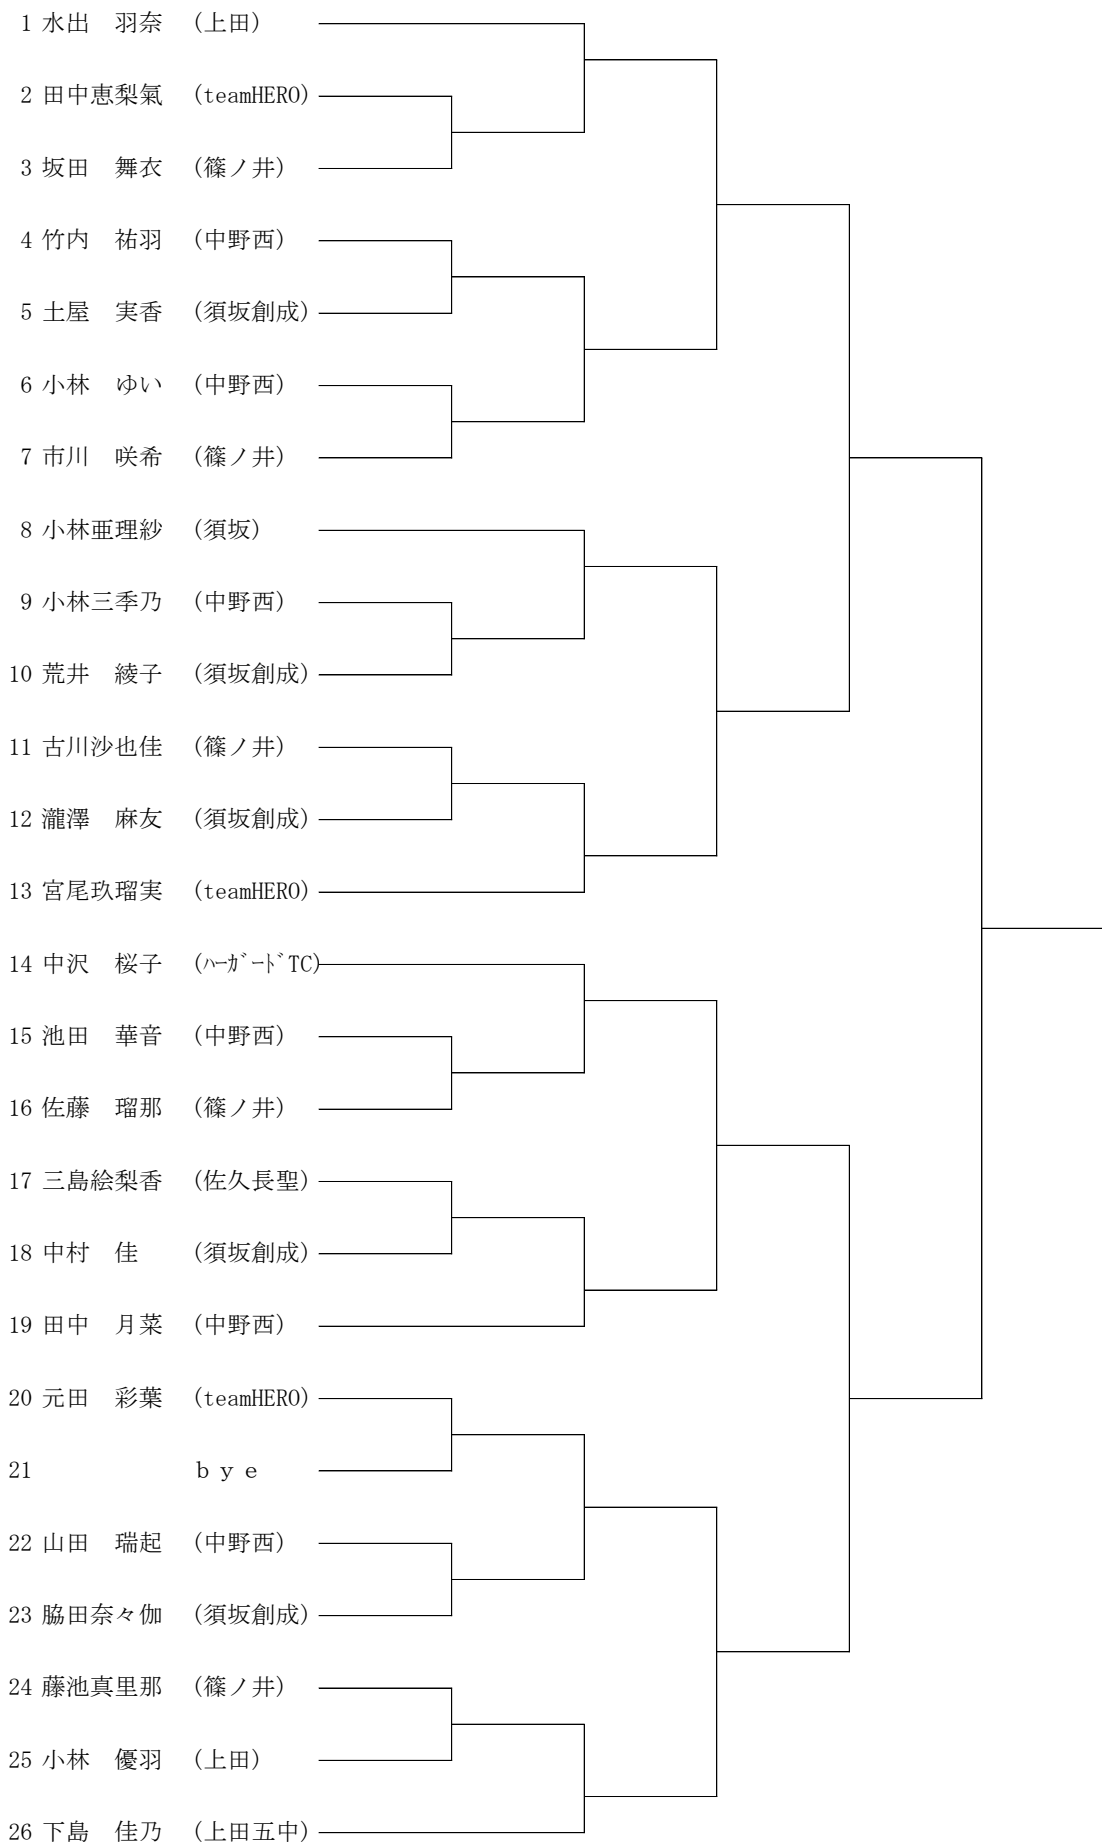 1 水出　羽奈 （上田）
2 田中恵梨氣 （teamHERO）
3 坂田　舞衣 （篠ノ井）
4 竹内　祐羽 （中野西）
5 土屋　実香 （須坂創成）
6 小林　ゆい （中野西）
7 市川　咲希 （篠ノ井）
8 小林亜理紗 （須坂）
9 小林三季乃 （中野西）
10 荒井　綾子 （須坂創成）
11 古川沙也佳 （篠ノ井）
12 瀧澤　麻友 （須坂創成）
13 宮尾玖瑠実 （teamHERO）
14 中沢　桜子 （ﾊｰｶﾞｰﾄﾞTC）
15 池田　華音 （中野西）
16 佐藤　瑠那 （篠ノ井）
17 三島絵梨香 （佐久長聖）
18 中村　佳 （須坂創成）
19 田中　月菜 （中野西）
20 元田　彩葉 （teamHERO）
21 ｂｙｅ
22 山田　瑞起 （中野西）
23 脇田奈々伽 （須坂創成）
24 藤池真里那 （篠ノ井）
25 小林　優羽 （上田）
26 下島　佳乃 （上田五中）